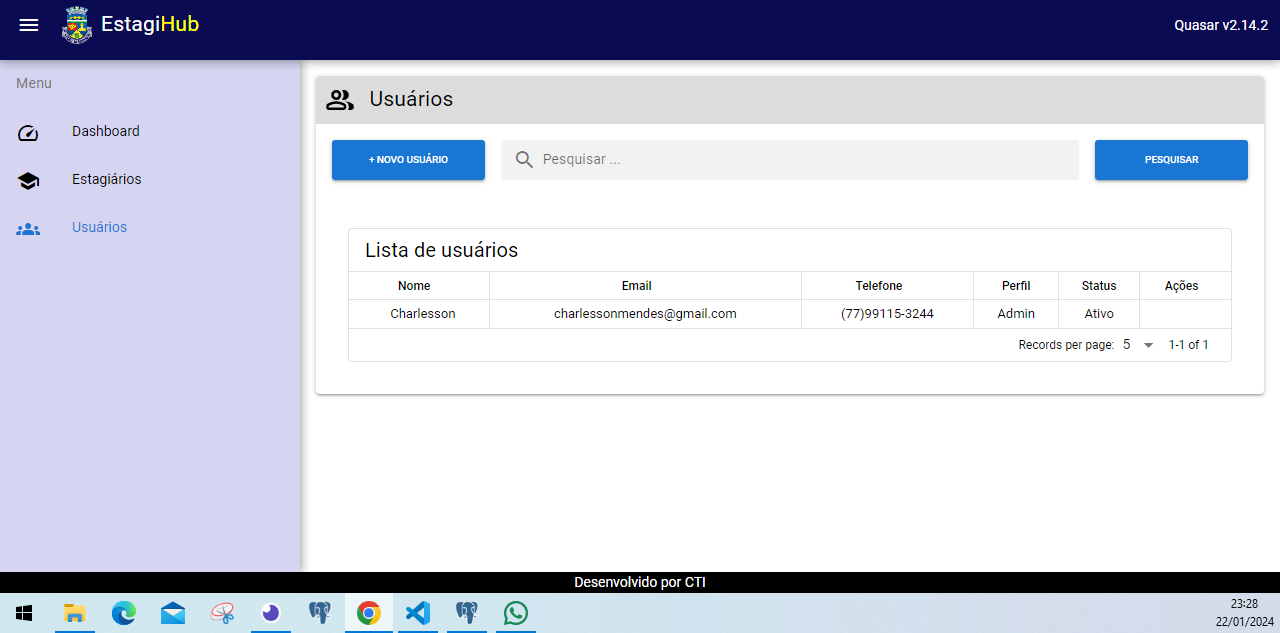 EstagiHub
Quasar v2.14.2
Menu
Dashboard
Estagiários
Usuários
Usuários
+ NOVO USUÁRIO
Pesquisar ...
PESQUISAR
Lista de usuários
Nome Email Telefone Perfil Status Ações
Charlesson charlessonmendes@gmail.com (77)99115-3244 Admin Ativo
Records per page: 5 1-1 of 1
Desenvolvido por CTI
23:28
22/01/2024